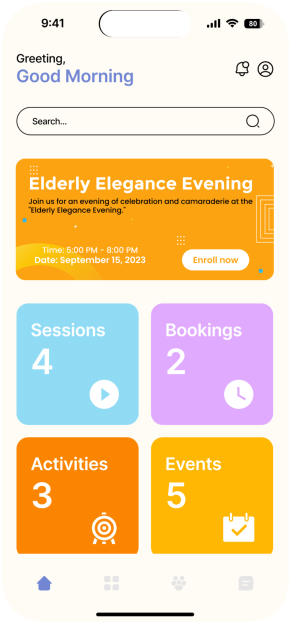 9:41
80
Greeting,
Good Morning
Search...
Elderly Elegance Evening
Join us for an evening of celebration and camaraderie at the
"Elderly Elegance Evening."
Time: 5:00 PM - 8:00 PM
Date: September 15, 2023
Enroll now
Sessions
4
Bookings
2
Activities
3
Events
5